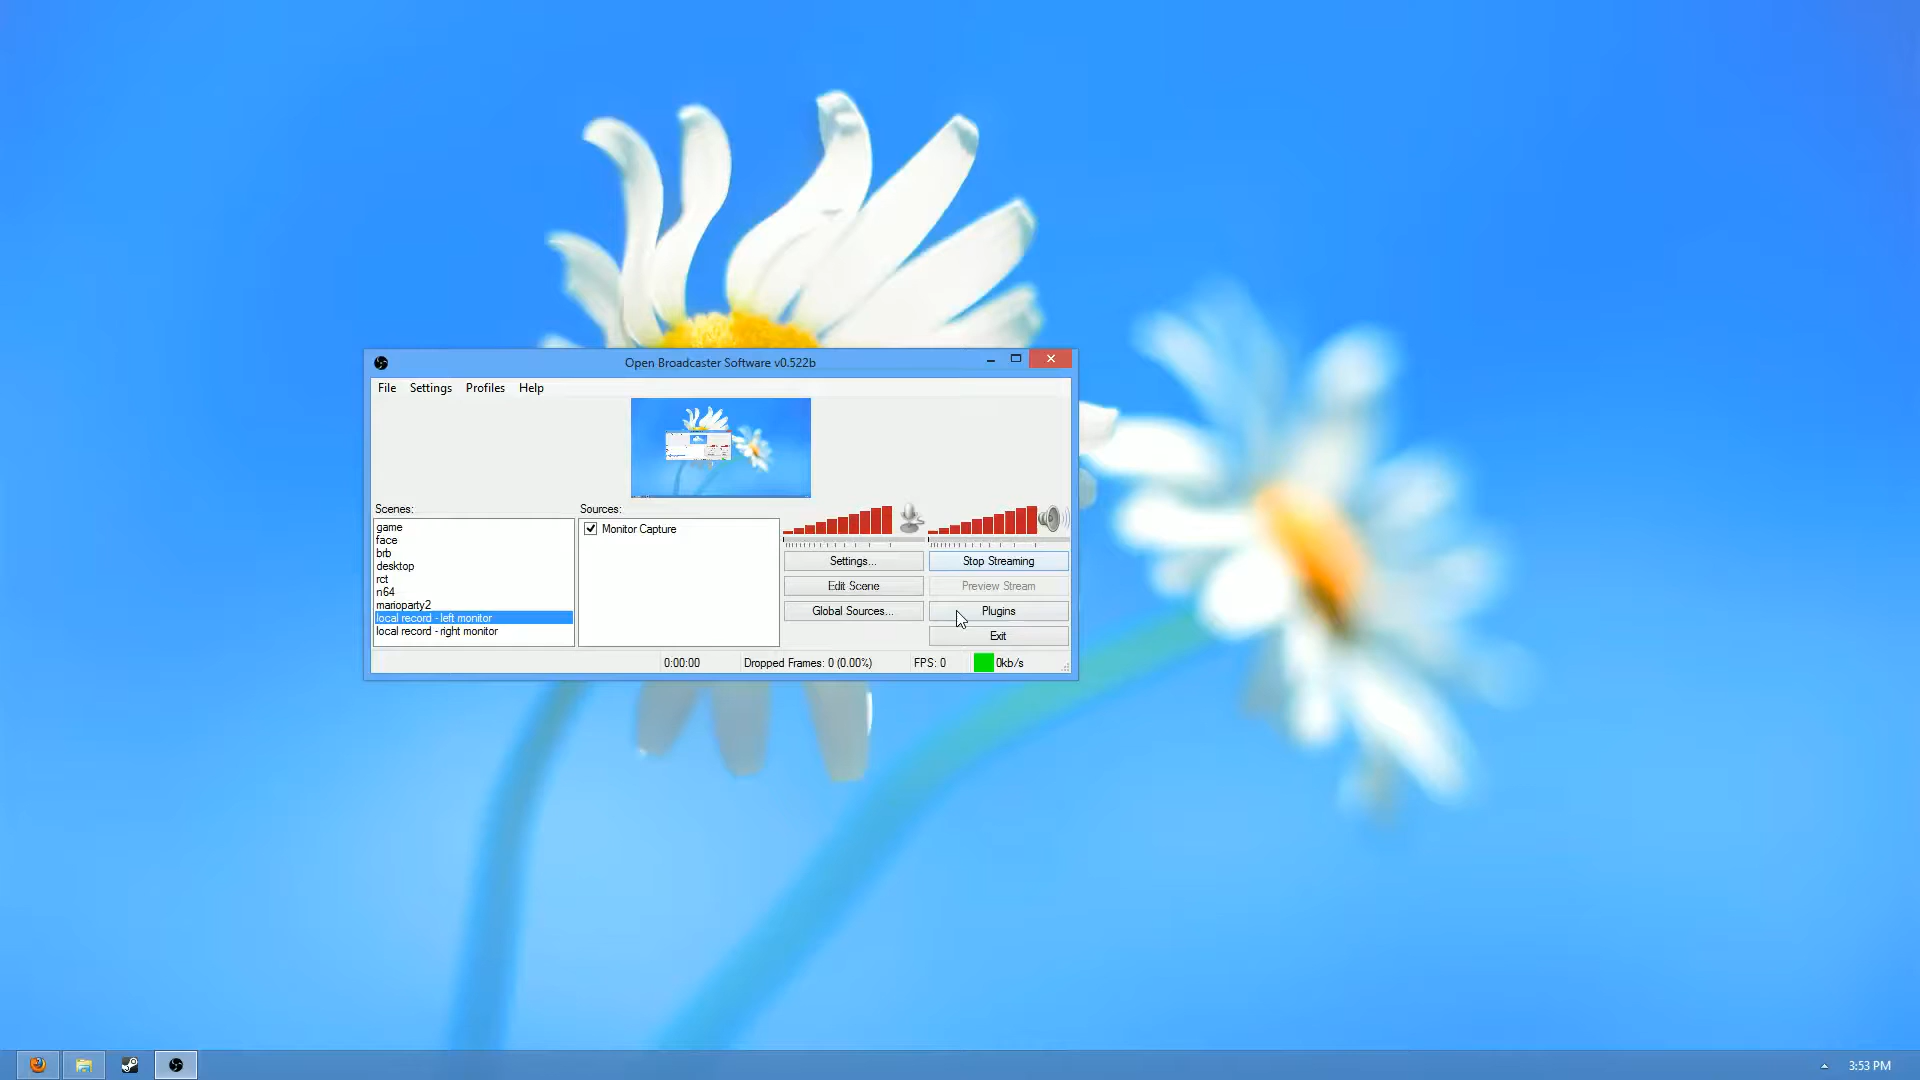 Open Broadcaster Software v0.522b
File Settings Profiles Help
Scenes:
Sources:
game
face
brb
desktop
rct
n64
marioparty2
local record - left monitor
local record - right monitor
Monitor Capture
Settings...
Stop Streaming
Edit Scene
Preview Stream
Global Sources...
Plugins
Exit
0:00:00
Dropped Frames: 0 (0.00%)
FPS: 0
0kb/s
3:53 PM